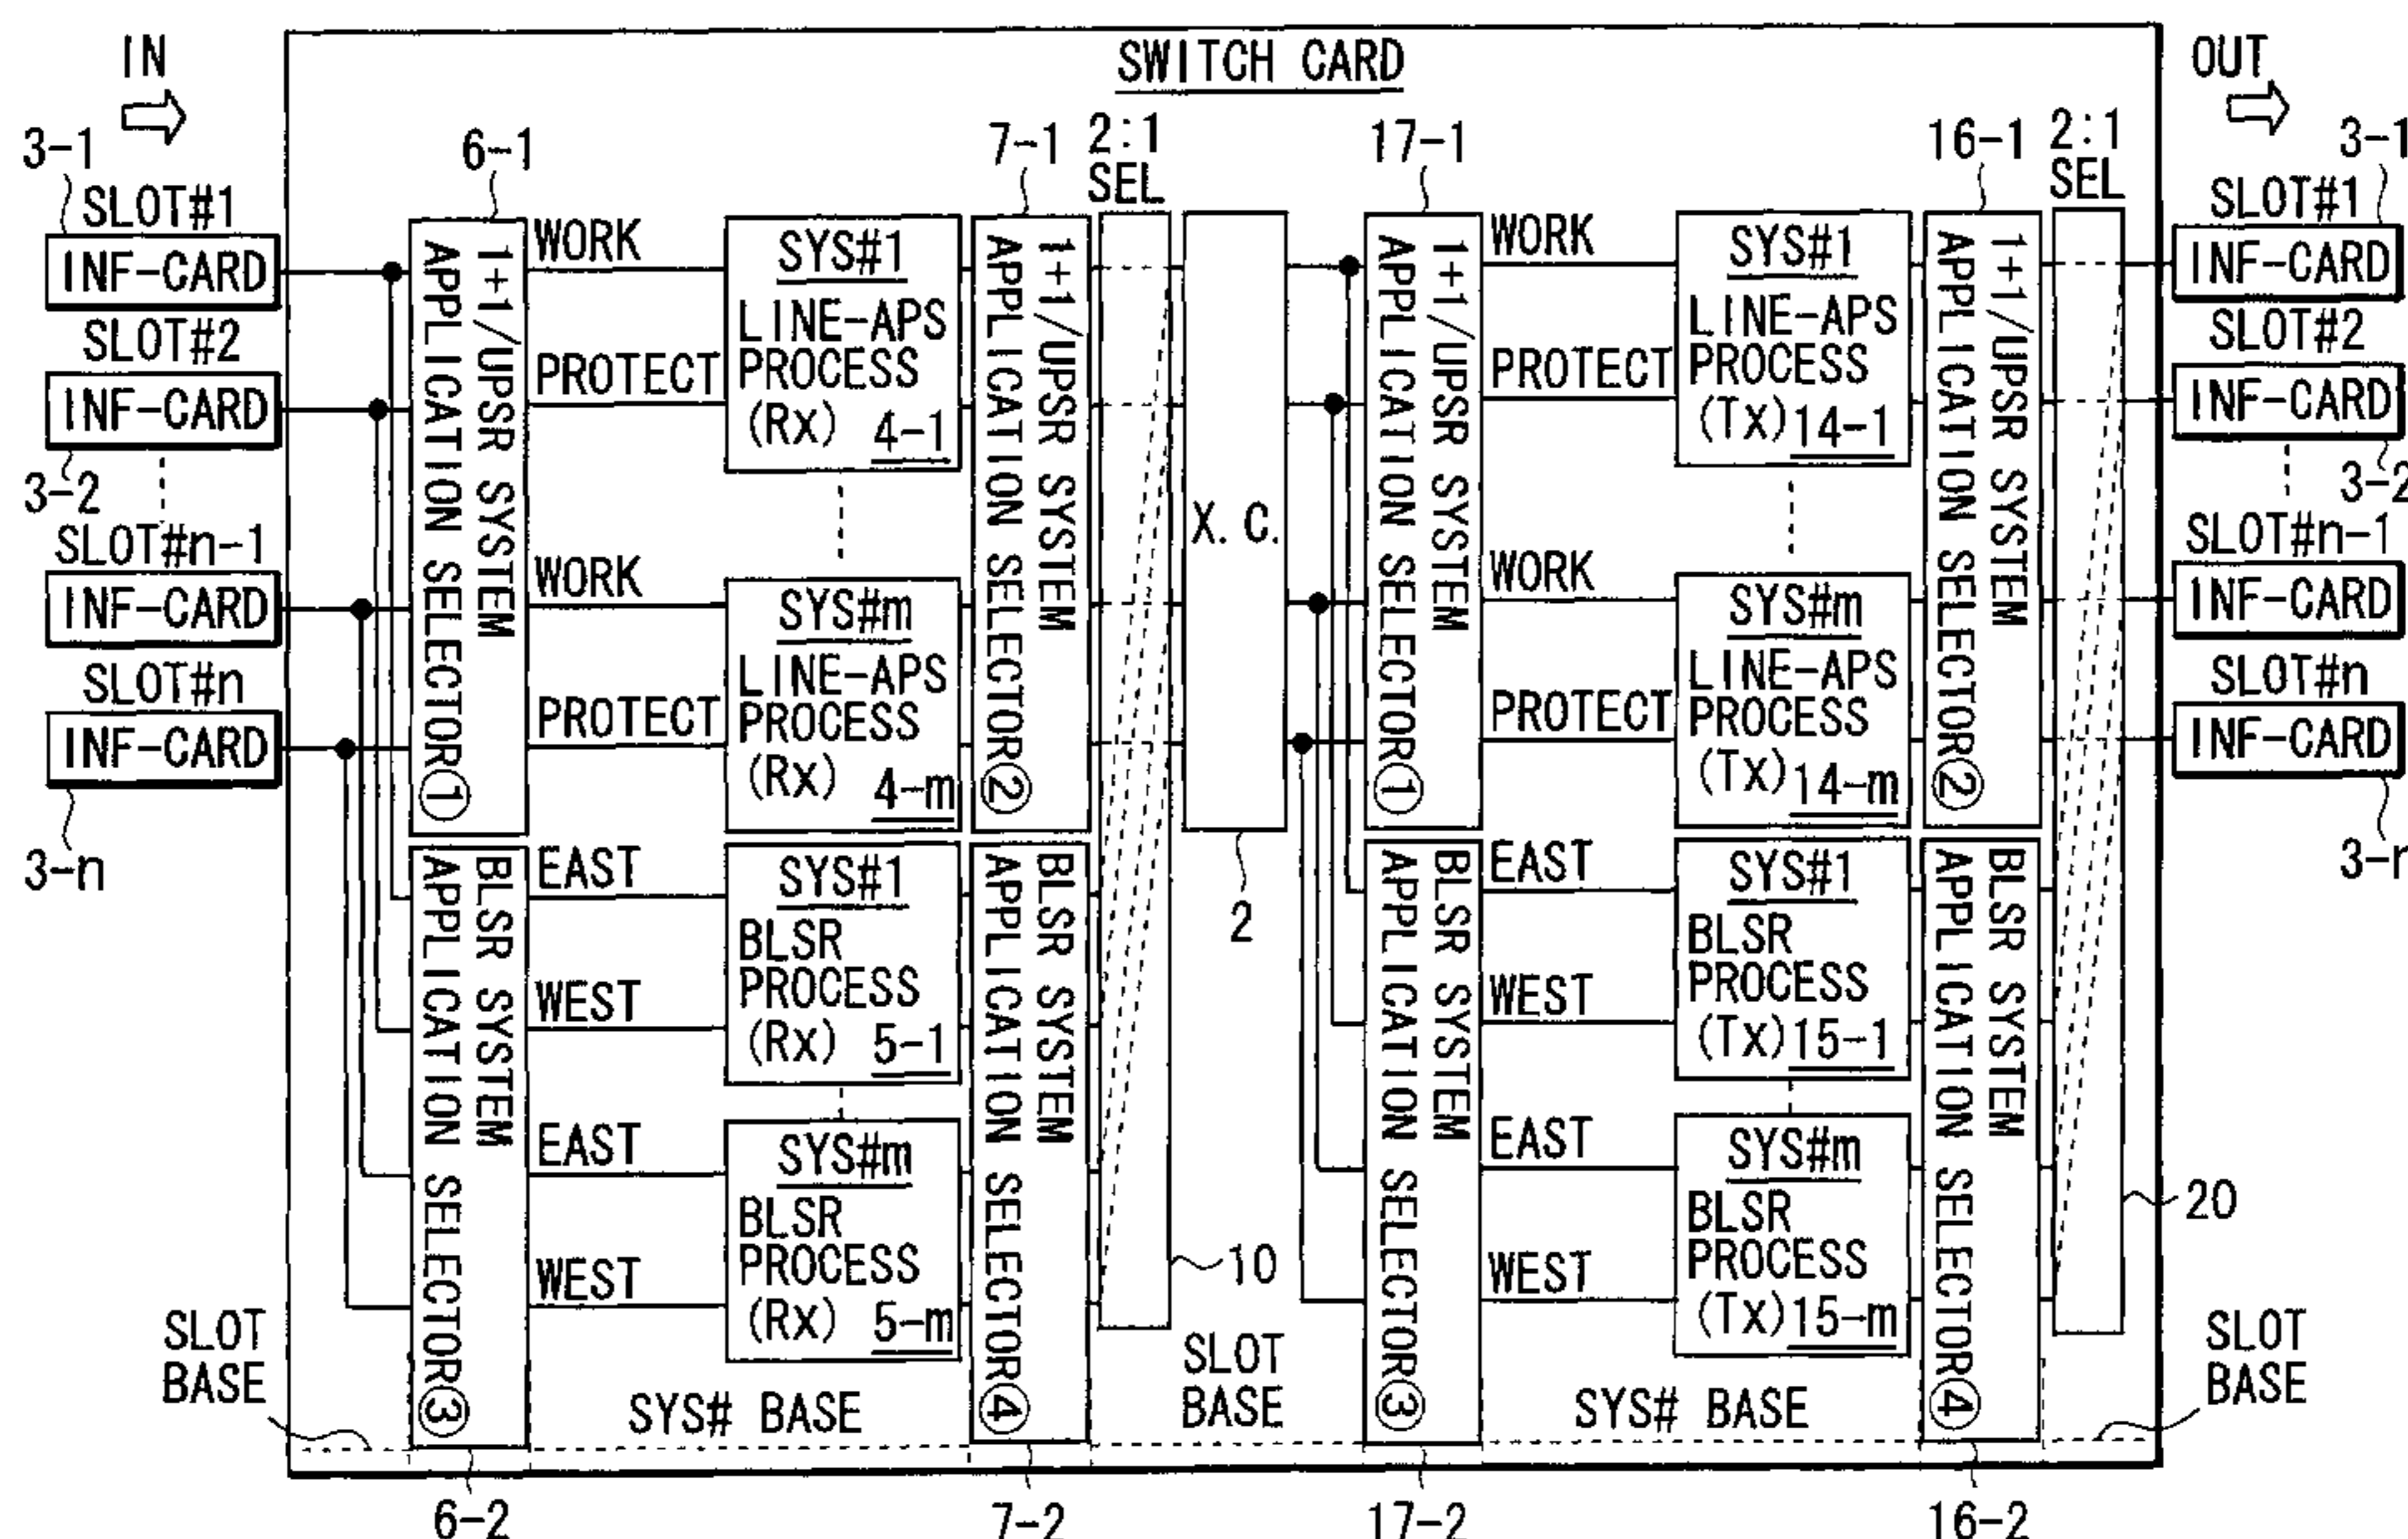 SWITCH CARD
IN
OUT
3-1
6-1
7-1
2:1
SEL
17-1
16-1
2:1
SEL
3-1
SLOT#1
INF-CARD
SLOT#2
INF-CARD
3-2
SLOT#n-1
INF-CARD
SLOT#n
INF-CARD
3-n
1+1/UPSR SYSTEM
APPLICATION SELECTOR①
WORK
PROTECT
WORK
PROTECT
SYS#1
LINE-APS
PROCESS
(Rx) 4-1
SYS#m
LINE-APS
PROCESS
(Rx) 4-m
1+1/UPSR SYSTEM
APPLICATION SELECTOR②
BLSR SYSTEM
APPLICATION SELECTOR③
EAST
WEST
EAST
WEST
SYS#1
BLSR
PROCESS
(Rx) 5-1
SYS#m
BLSR
PROCESS
(Rx) 5-m
BLSR SYSTEM
APPLICATION SELECTOR④
10
X.C.
2
1+1/UPSR SYSTEM
APPLICATION SELECTOR①
WORK
PROTECT
WORK
PROTECT
SYS#1
LINE-APS
PROCESS
(Tx) 14-1
SYS#m
LINE-APS
PROCESS
(Tx) 14-m
1+1/UPSR SYSTEM
APPLICATION SELECTOR②
BLSR SYSTEM
APPLICATION SELECTOR③
EAST
WEST
EAST
WEST
SYS#1
BLSR
PROCESS
(Tx) 15-1
SYS#m
BLSR
PROCESS
(Tx) 15-m
BLSR SYSTEM
APPLICATION SELECTOR④
20
SLOT#1
INF-CARD
SLOT#2
INF-CARD
3-2
SLOT#n-1
INF-CARD
SLOT#n
INF-CARD
3-n
SLOT
BASE
SYS# BASE
SLOT
BASE
SYS# BASE
SLOT
BASE
6-2
7-2
17-2
16-2